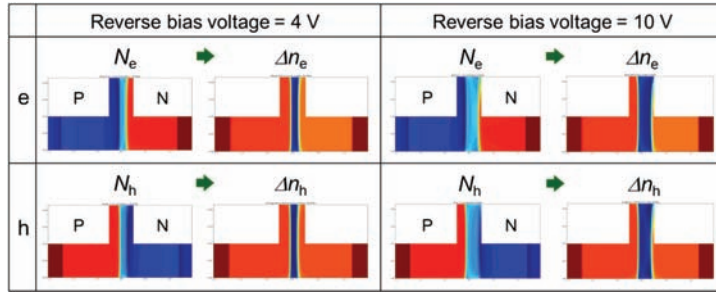 Reverse bias voltage = 4 V Reverse bias voltage = 10 V
e
Nₑ Δnₑ Nₑ Δnₑ
P N P N
h
Nₕ Δnₕ Nₕ Δnₕ
P N P N